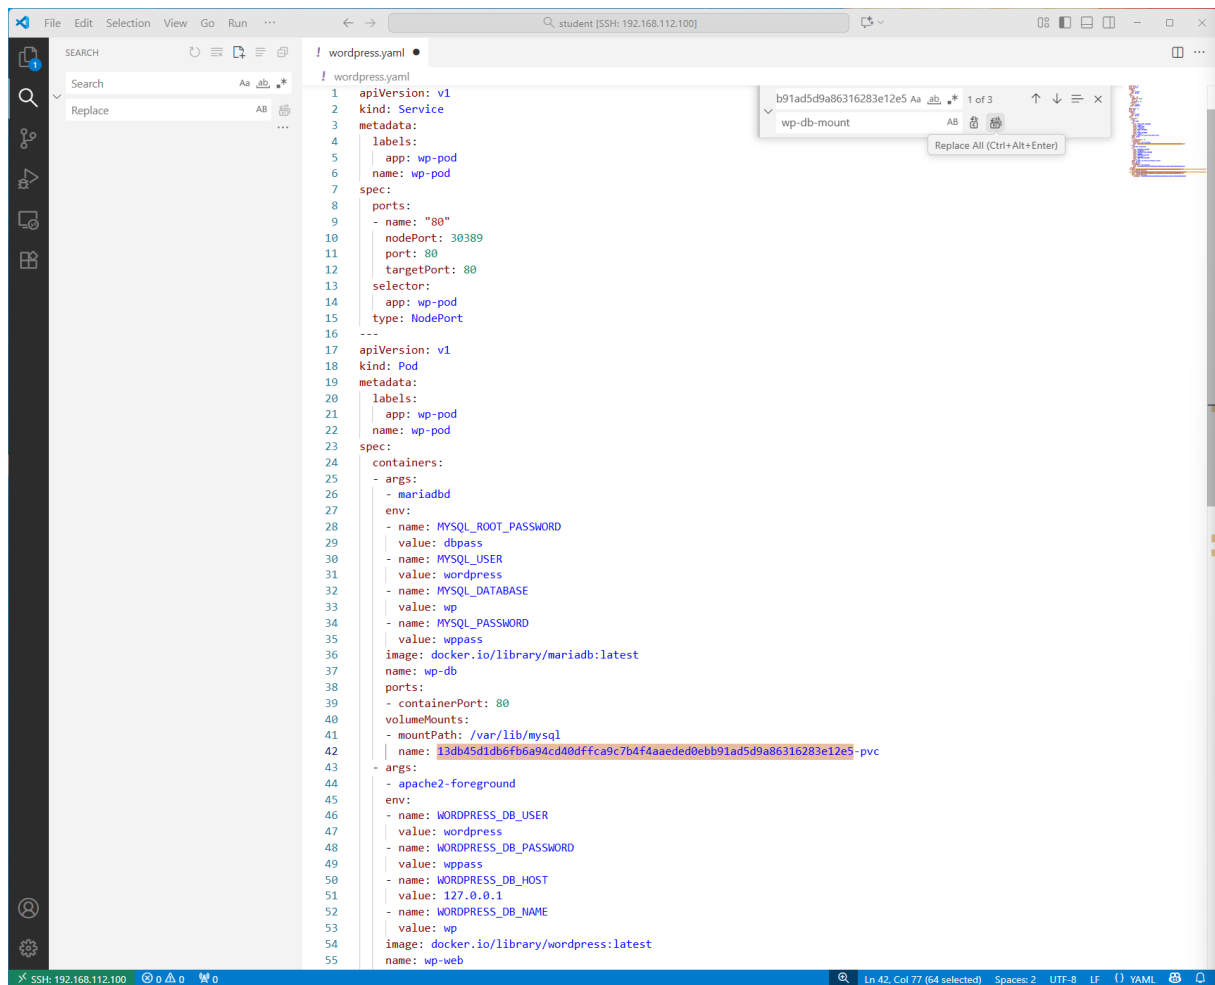 File Edit Selection View Go Run ··· student [SSH: 192.168.112.100]
SEARCH
Search Aa ab *
Replace AB
1
! wordpress.yaml
! wordpress.yaml
b91ad5d9a86316283e12e5 Aa ab * 1 of 3
wp-db-mount AB
Replace All (Ctrl+Alt+Enter)
1 apiVersion: v1
2 kind: Service
3 metadata:
4 labels:
5 app: wp-pod
6 name: wp-pod
7 spec:
8 ports:
9 - name: "80"
10 nodePort: 30389
11 port: 80
12 targetPort: 80
13 selector:
14 app: wp-pod
15 type: NodePort
16 ---
17 apiVersion: v1
18 kind: Pod
19 metadata:
20 labels:
21 app: wp-pod
22 name: wp-pod
23 spec:
24 containers:
25 - args:
26 - mariadbd
27 env:
28 - name: MYSQL_ROOT_PASSWORD
29 value: dbpass
30 - name: MYSQL_USER
31 value: wordpress
32 - name: MYSQL_DATABASE
33 value: wp
34 - name: MYSQL_PASSWORD
35 value: wppass
36 image: docker.io/library/mariadb:latest
37 name: wp-db
38 ports:
39 - containerPort: 80
40 volumeMounts:
41 - mountPath: /var/lib/mysql
42 name: 13db45d1db6fb6a94cd40dffca9c7b4f4aaeded0ebb91ad5d9a86316283e12e5-pvc
43 - args:
44 - apache2-foreground
45 env:
46 - name: WORDPRESS_DB_USER
47 value: wordpress
48 - name: WORDPRESS_DB_PASSWORD
49 value: wppass
50 - name: WORDPRESS_DB_HOST
51 value: 127.0.0.1
52 - name: WORDPRESS_DB_NAME
53 value: wp
54 image: docker.io/library/wordpress:latest
55 name: wp-web
SSH: 192.168.112.100 0 0 0 Ln 42, Col 77 (64 selected) Spaces: 2 UTF-8 LF {} YAML